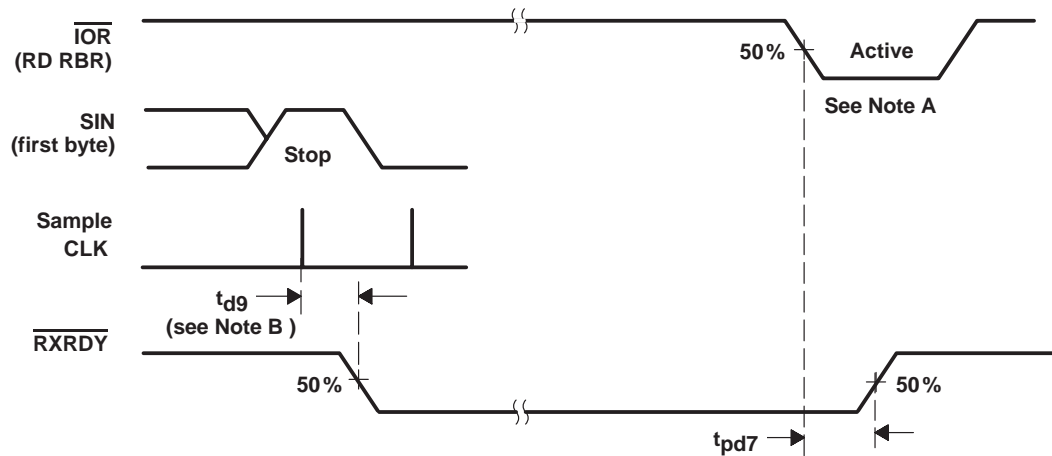 IOR
(RD RBR)
50%
Active
See Note A
SIN
(first byte)
Stop
Sample
CLK
td9
(see Note B )
RXRDY
50%
50%
tpd7